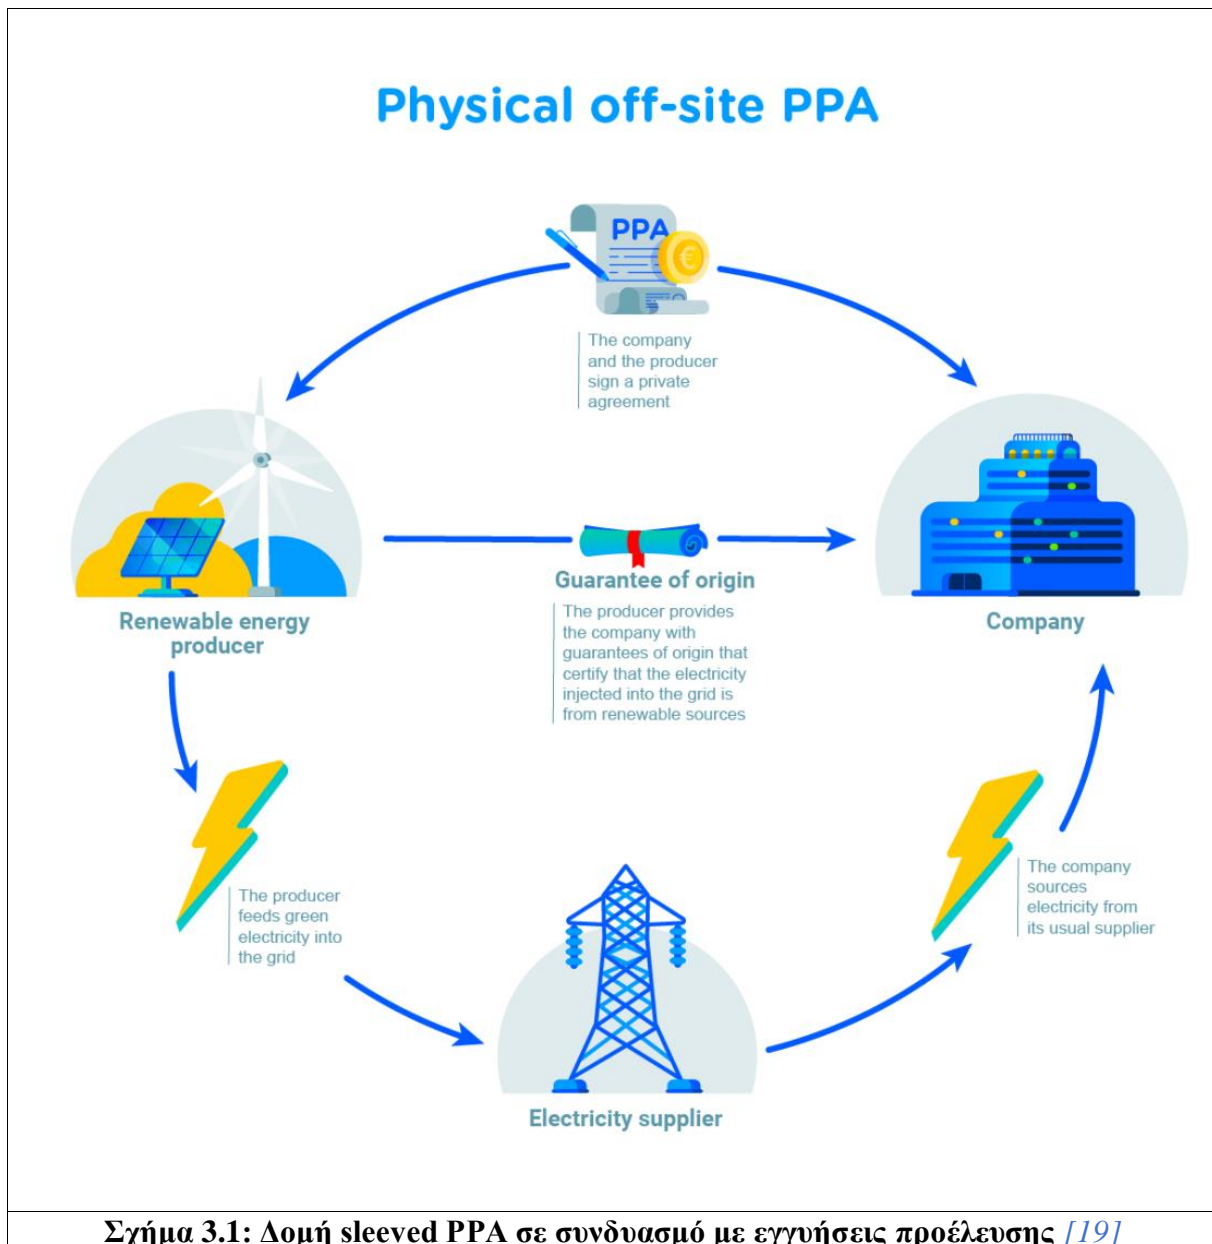 Physical off-site PPA
PPA
€
The company
and the producer
sign a private
agreement
Guarantee of origin
The producer provides
the company with
guarantees of origin that
certify that the electricity
injected into the grid is
from renewable sources
Renewable energy
producer
Company
The producer
feeds green
electricity into
the grid
The company
sources
electricity from
its usual supplier
Electricity supplier
Σχήμα 3.1: Δομή sleeved PPA σε συνδυασμό με εγγυήσεις προέλευσης [19]